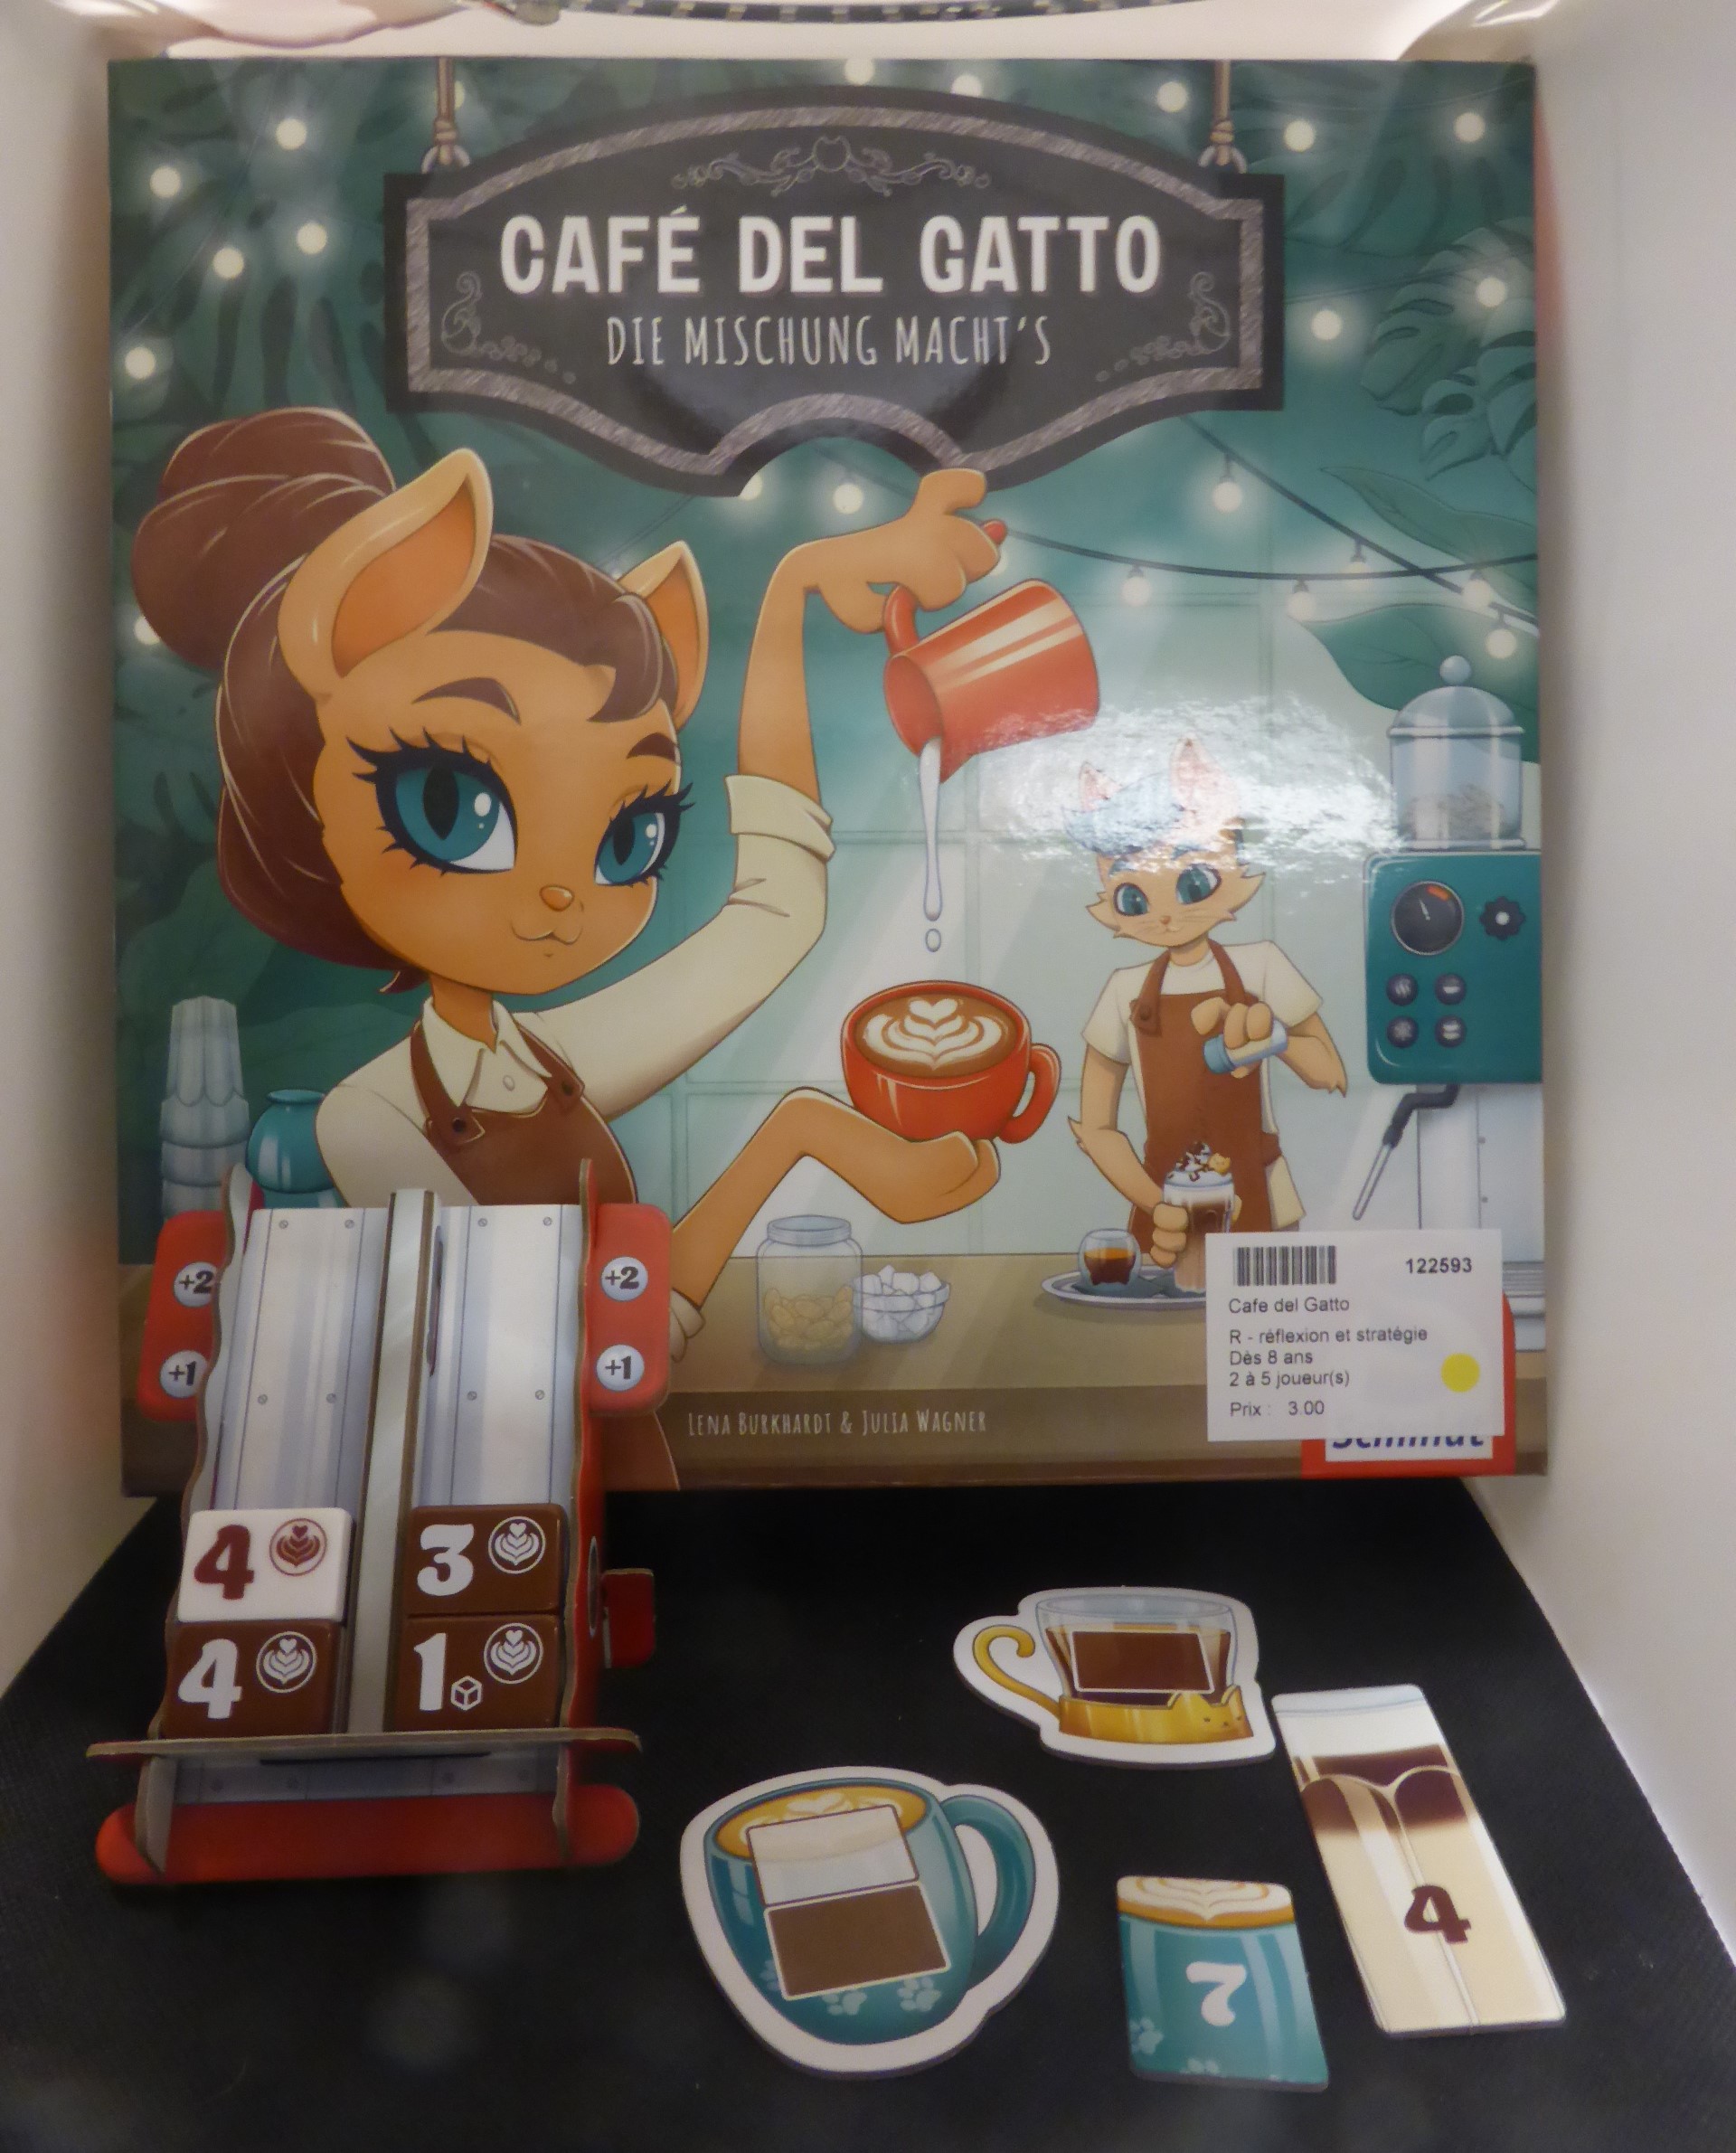 CAFÉ DEL GATTO
DIE MISCHUNG MACHT'S
+2
+2
122593
Cafe del Gatto
R - réflexion et stratégie
Dès 8 ans
2 à 5 joueur(s)
Prix : 3.00
+1
+1
LENA BURKHARDT & JULIA WAGNER
Schmidt
4
3
4
1
4
7